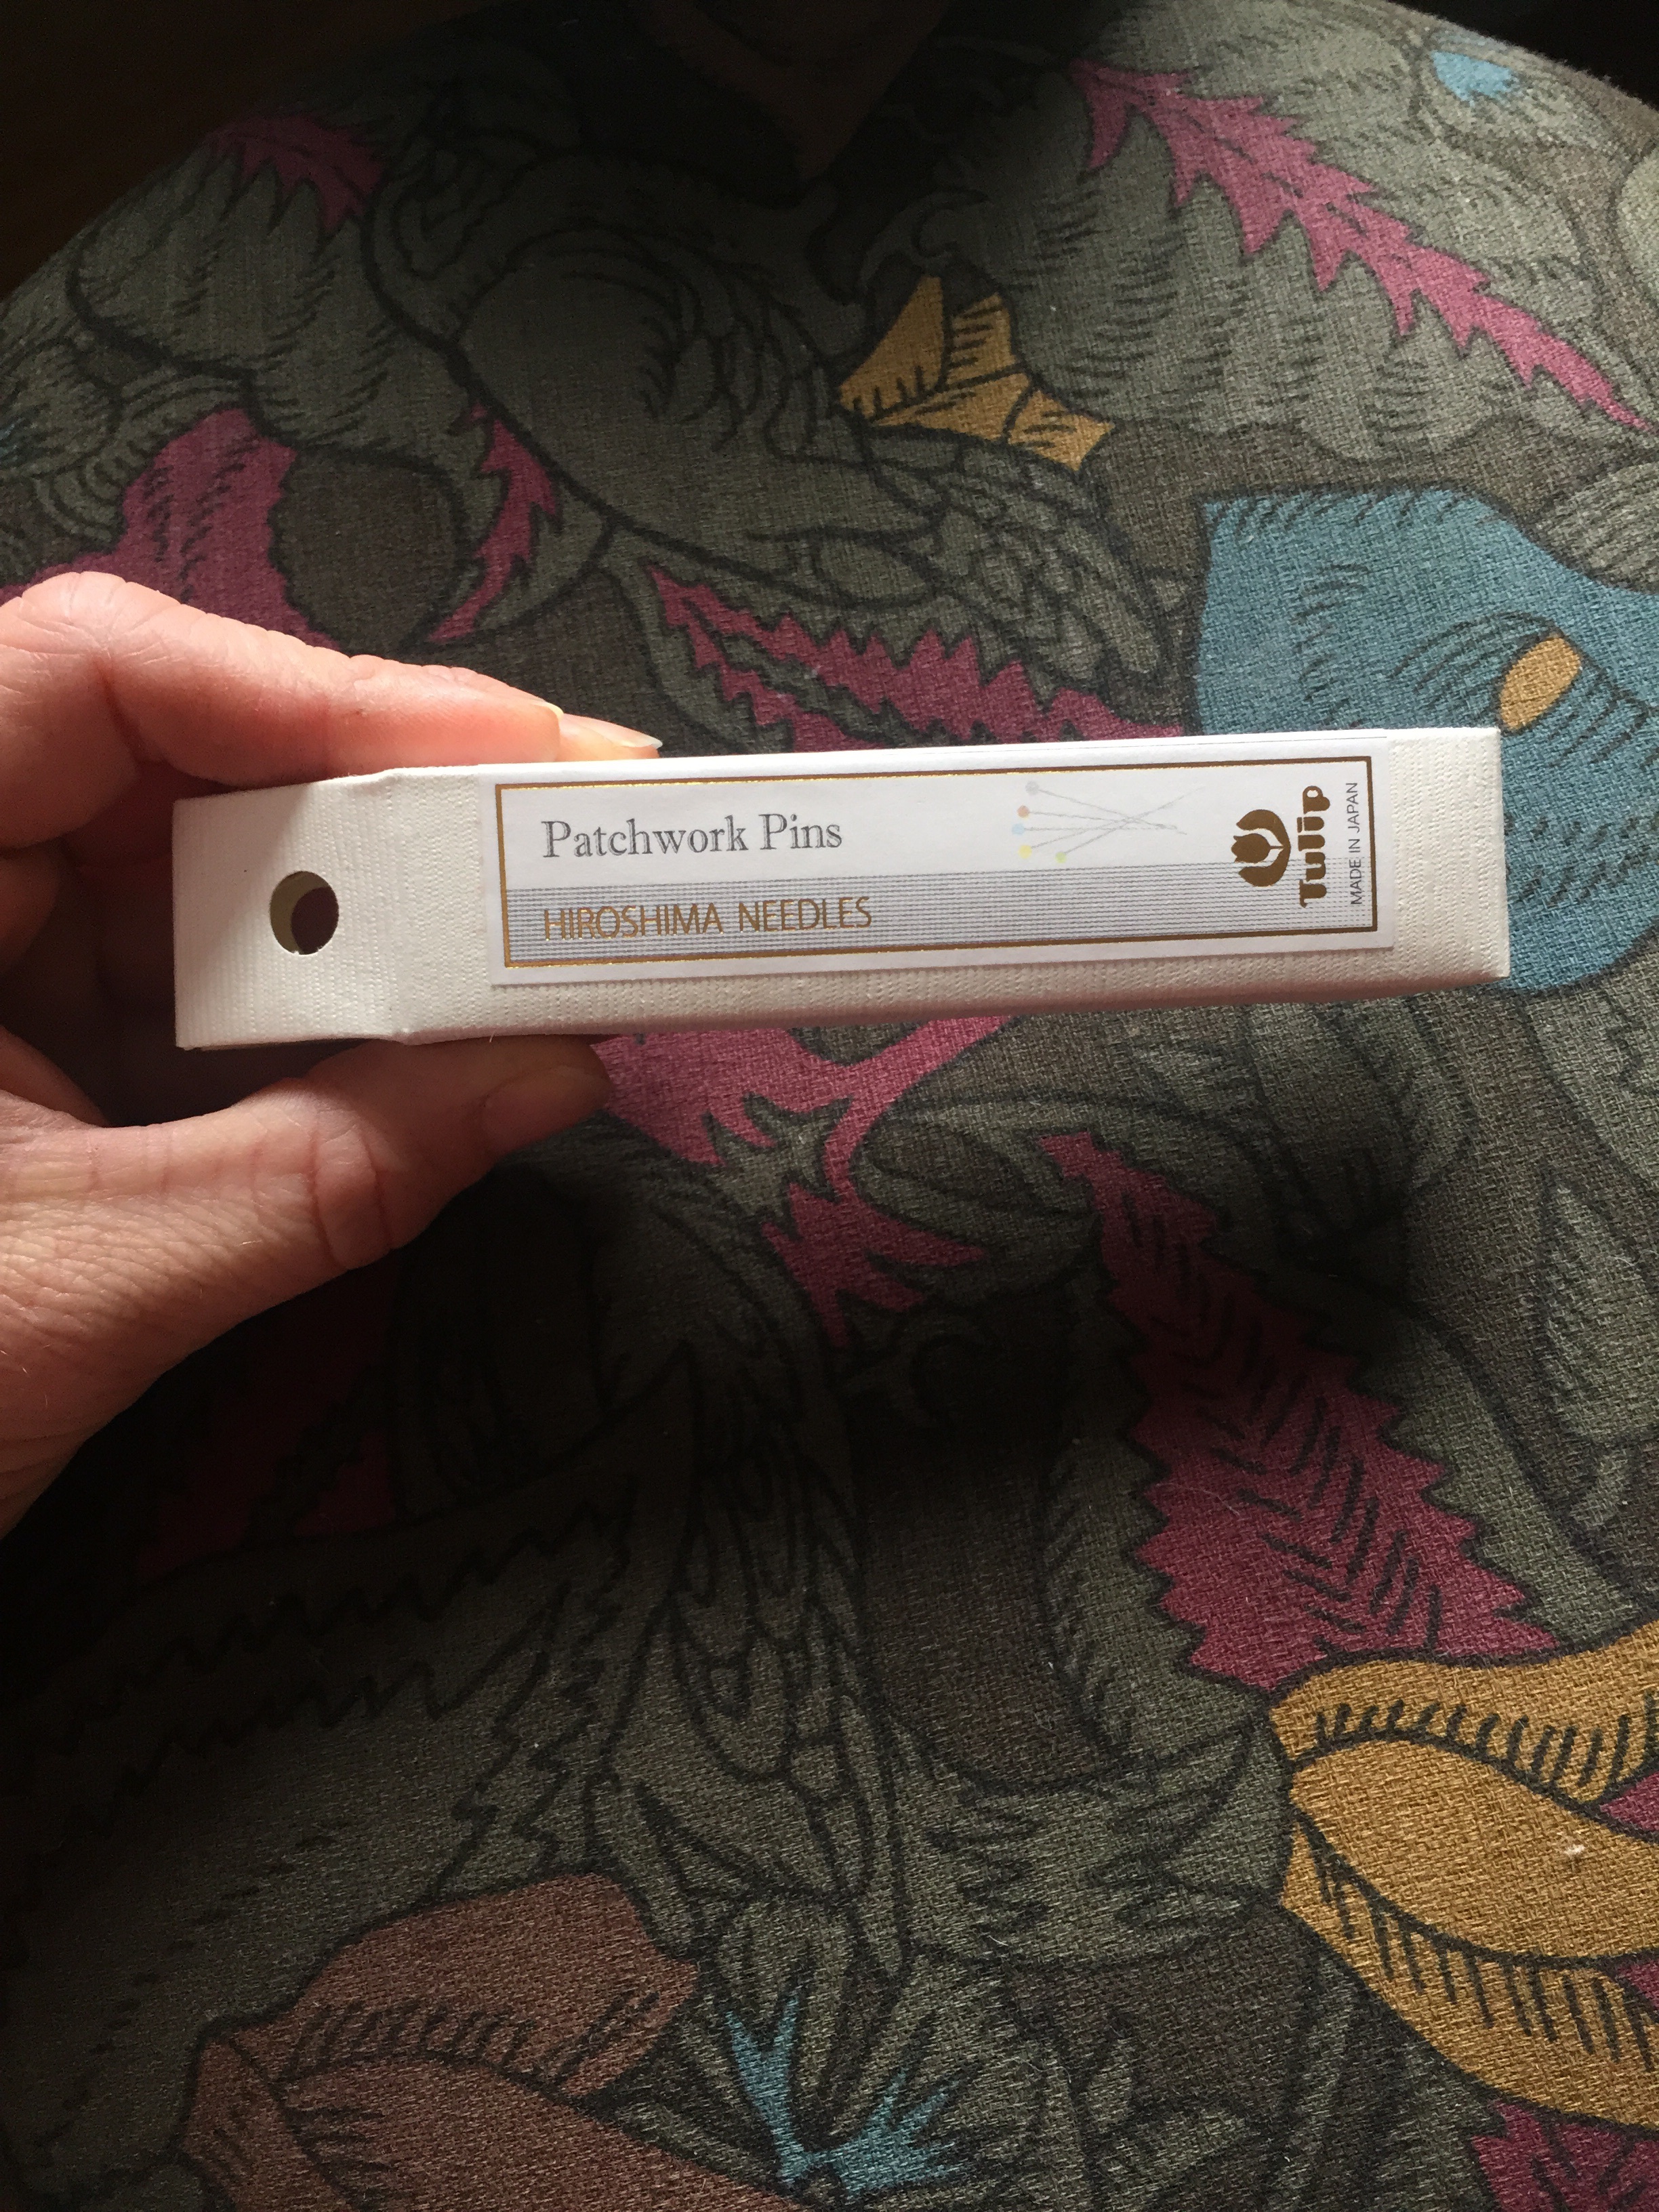 Patchwork Pins
HIROSHIMA NEEDLES
Tulip
MADE IN JAPAN